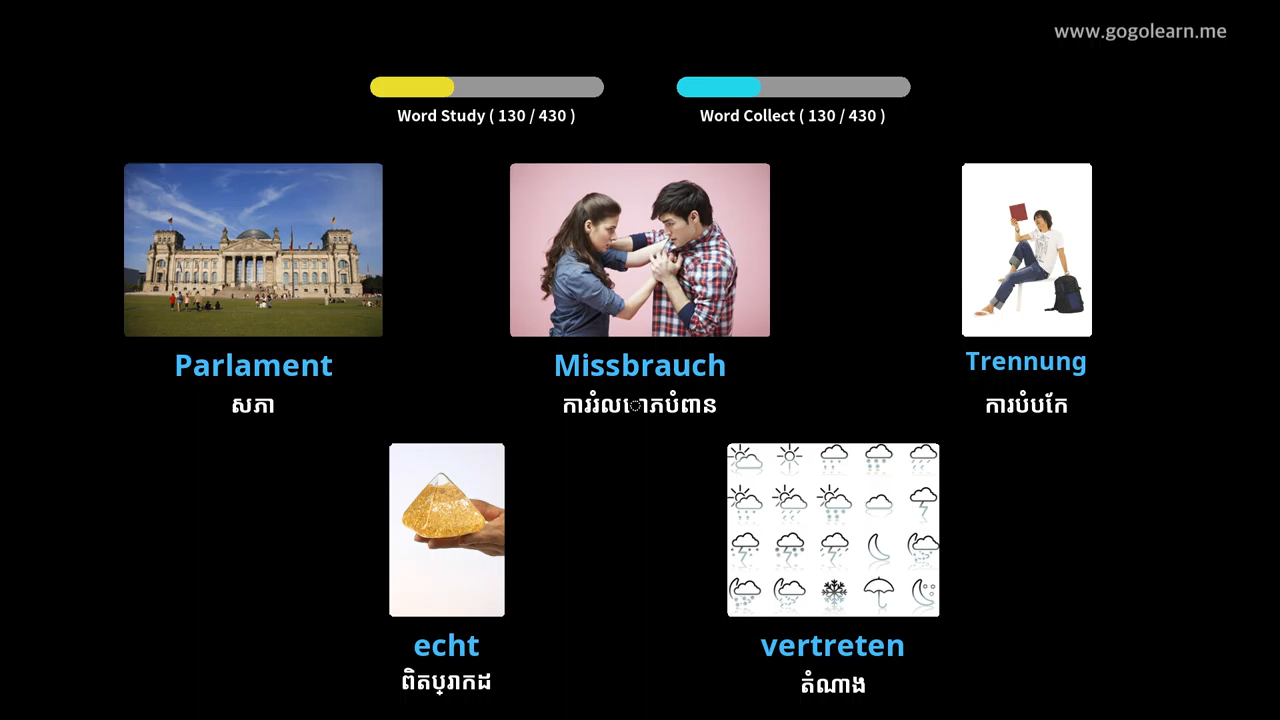 www.gogolearn.me
Word Study ( 130 / 430 )
Word Collect ( 130 / 430 )
Parlament
Missbrauch
Trennung
សភា
ការរំលោភបំពាន
ការបំបកែ
echt
vertreten
ពិតប្រាកដ
តំណាង